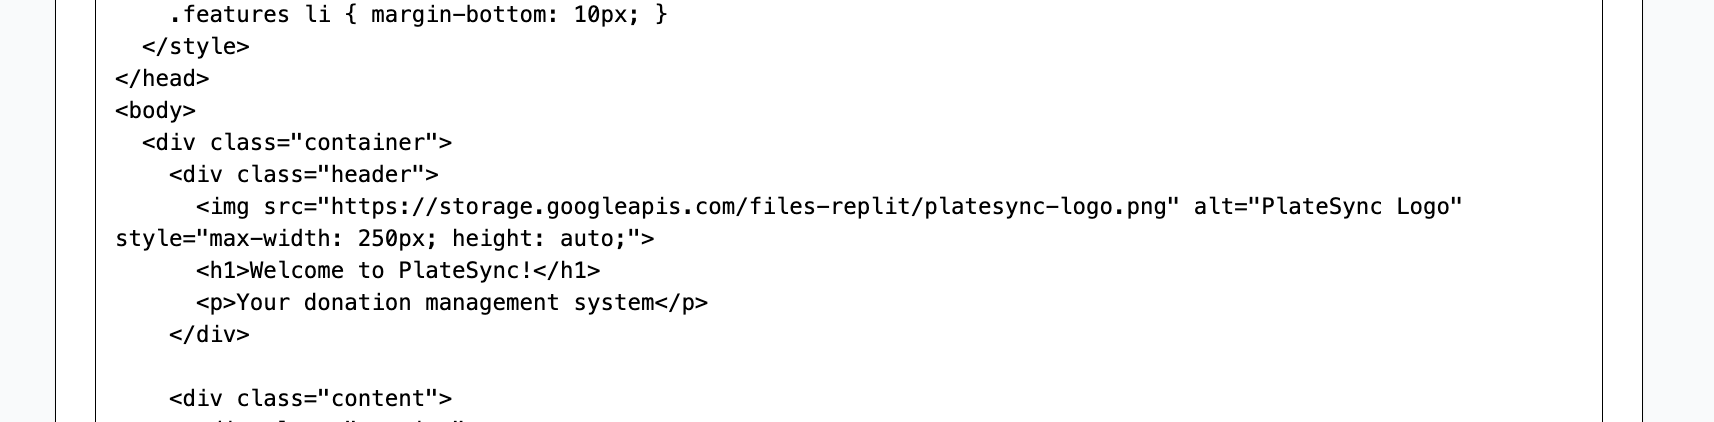 .features li { margin-bottom: 10px; }
</style>
</head>
<body>
<div class="container">
<div class="header">
<img src="https://storage.googleapis.com/files-replit/platesync-logo.png" alt="PlateSync Logo"
style="max-width: 250px; height: auto;">
<h1>Welcome to PlateSync!</h1>
<p>Your donation management system</p>
</div>
<div class="content">